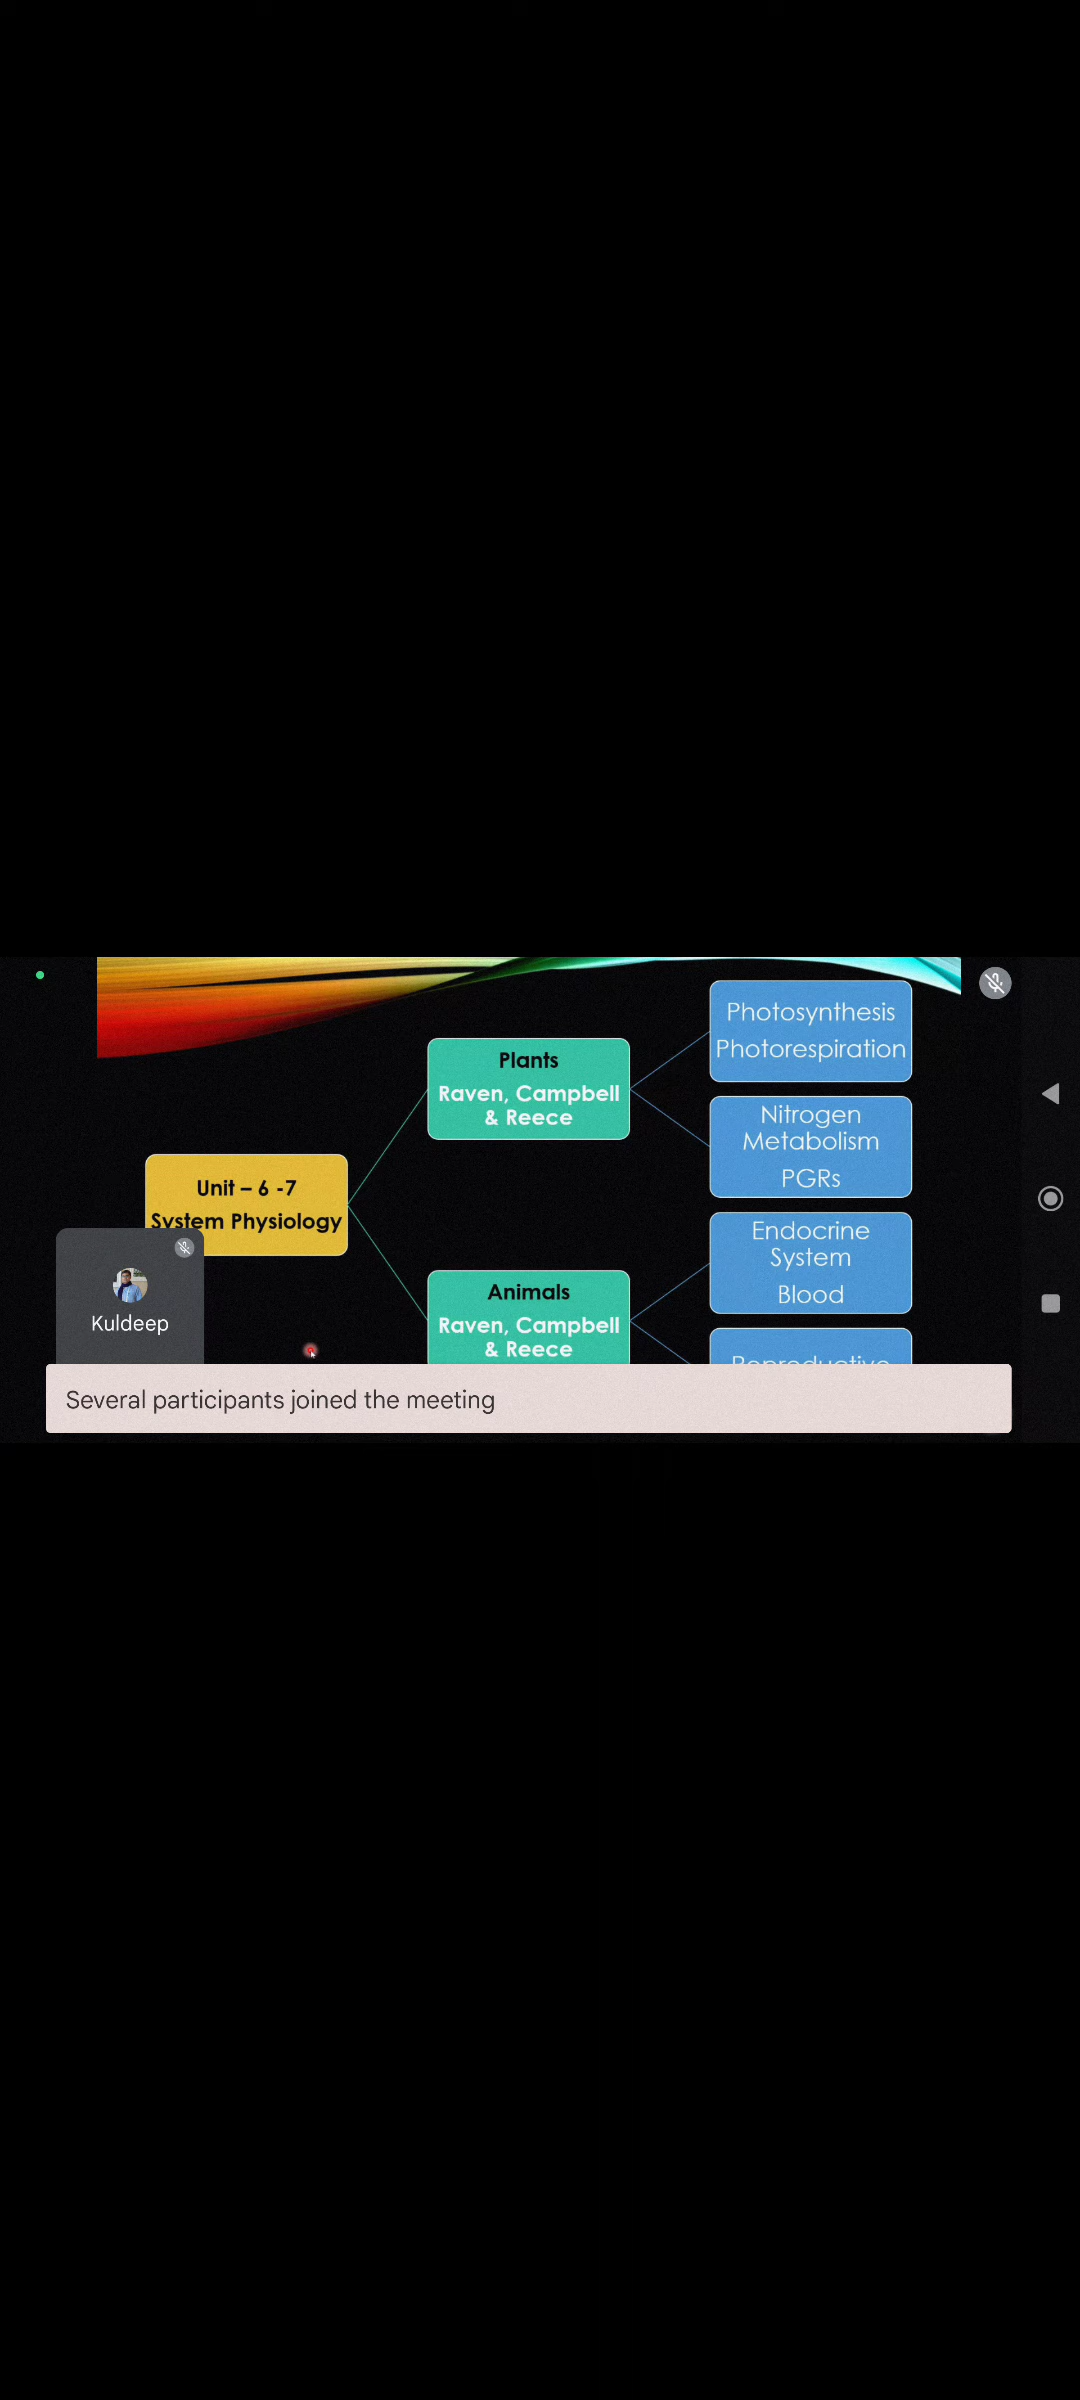 Photosynthesis
Photorespiration
Plants
Raven, Campbell
& Reece
Nitrogen
Metabolism
PGRs
Unit – 6 -7
System Physiology
Endocrine
System
Blood
Animals
Raven, Campbell
& Reece
Kuldeep
Reproductive
Several participants joined the meeting